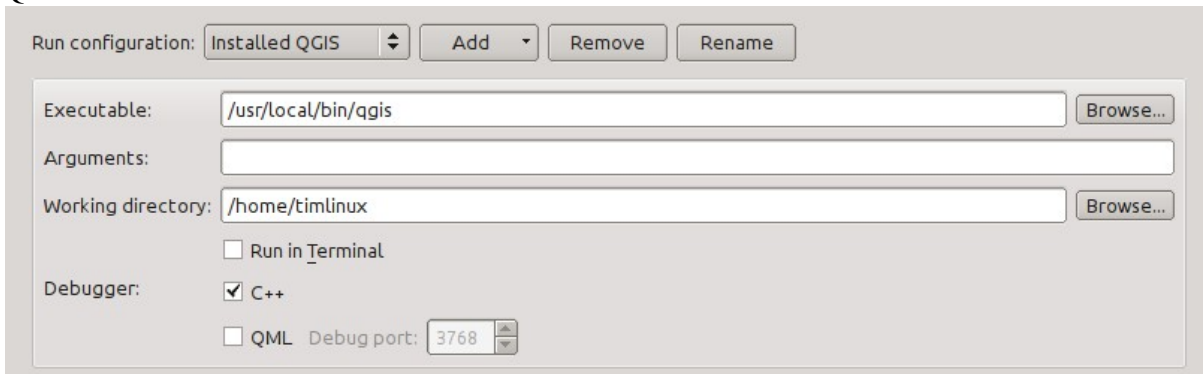 Run configuration: Installed QGIS Add Remove Rename
Executable: /usr/local/bin/qgis Browse...
Arguments:
Working directory: /home/timlinux Browse...
Run in Terminal
Debugger: C++
QML Debug port: 3768